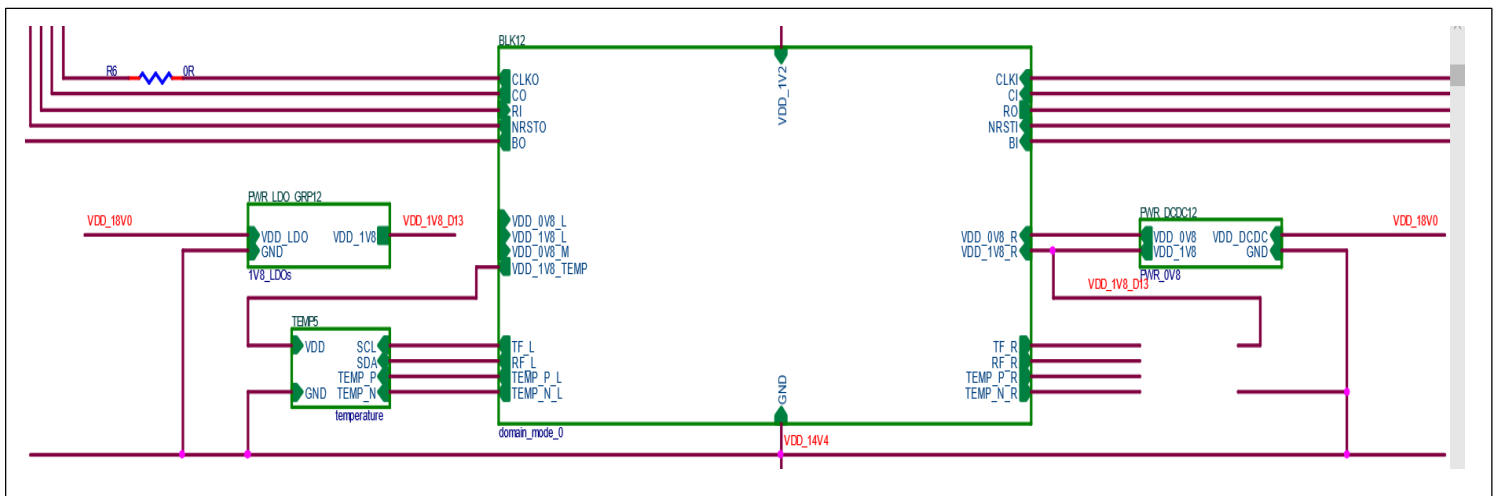 BLK12
R6 0R
CLKO
CO
RI
NRSTO
BO
VDD_1V2
CLKI
CI
RO
NRSTI
BI
PWR_LDO_GRP12
VDD_18V0
VDD_LDO
GND
VDD_1V8
VDD_1V8_D13
1V8_LDOs
VDD_0V8_L
VDD_1V8_L
VDD_0V8_M
VDD_1V8_TEMP
VDD_0V8_R
VDD_1V8_R
PWR_DCDC12
VDD_0V8
VDD_1V8
VDD_DCDC
GND
VDD_18V0
PWR_0V8
VDD_1V8_D13
TEMP5
VDD
GND
SCL
SDA
TEMP_P
TEMP_N
temperature
TF_L
RF_L
TEMP_P_L
TEMP_N_L
TF_R
RF_R
TEMP_P_R
TEMP_N_R
GND
domain_mode_0
VDD_14V4